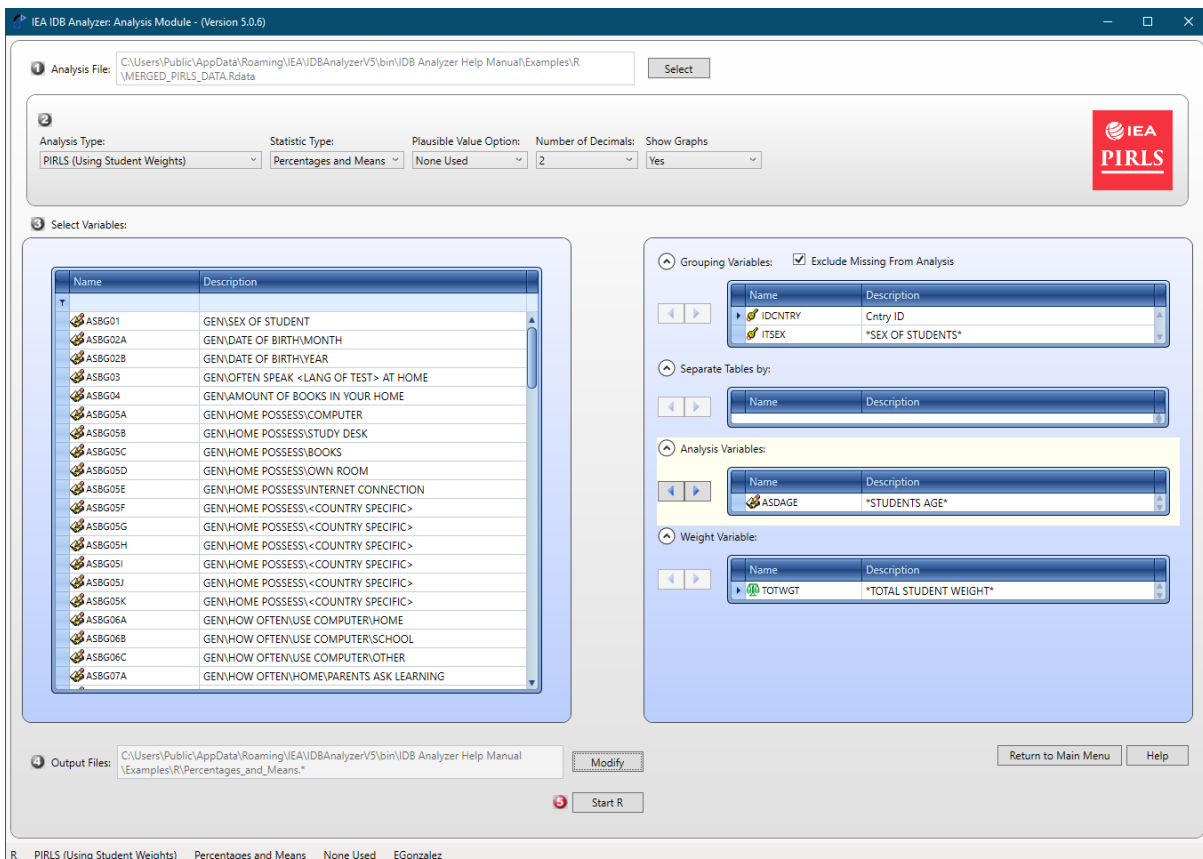 IEA IDB Analyzer: Analysis Module - (Version 5.0.6)
1 Analysis File:
C:\Users\Public\AppData\Roaming\IEA\IDBAnalyzerV5\bin\IDB Analyzer Help Manual\Examples\R
\MERGED_PIRLS_DATA.Rdata
Select
2
Analysis Type: Statistic Type: Plausible Value Option: Number of Decimals: Show Graphs
PIRLS (Using Student Weights) Percentages and Means None Used 2 Yes
IEA
PIRLS
3 Select Variables:
Name Description
ASBG01 GEN\SEX OF STUDENT
ASBG02A GEN\DATE OF BIRTH\MONTH
ASBG02B GEN\DATE OF BIRTH\YEAR
ASBG03 GEN\OFTEN SPEAK <LANG OF TEST> AT HOME
ASBG04 GEN\AMOUNT OF BOOKS IN YOUR HOME
ASBG05A GEN\HOME POSSESS\COMPUTER
ASBG05B GEN\HOME POSSESS\STUDY DESK
ASBG05C GEN\HOME POSSESS\BOOKS
ASBG05D GEN\HOME POSSESS\OWN ROOM
ASBG05E GEN\HOME POSSESS\INTERNET CONNECTION
ASBG05F GEN\HOME POSSESS\<COUNTRY SPECIFIC>
ASBG05G GEN\HOME POSSESS\<COUNTRY SPECIFIC>
ASBG05H GEN\HOME POSSESS\<COUNTRY SPECIFIC>
ASBG05I GEN\HOME POSSESS\<COUNTRY SPECIFIC>
ASBG05J GEN\HOME POSSESS\<COUNTRY SPECIFIC>
ASBG05K GEN\HOME POSSESS\<COUNTRY SPECIFIC>
ASBG06A GEN\HOW OFTEN\USE COMPUTER\HOME
ASBG06B GEN\HOW OFTEN\USE COMPUTER\SCHOOL
ASBG06C GEN\HOW OFTEN\USE COMPUTER\OTHER
ASBG07A GEN\HOW OFTEN\HOME\PARENTS ASK LEARNING
Grouping Variables: Exclude Missing From Analysis
Name Description
IDCNTRY Cntry ID
ITSEX *SEX OF STUDENTS*
Separate Tables by:
Name Description
Analysis Variables:
Name Description
ASDAGE *STUDENTS AGE*
Weight Variable:
Name Description
TOTWGT *TOTAL STUDENT WEIGHT*
4 Output Files:
C:\Users\Public\AppData\Roaming\IEA\IDBAnalyzerV5\bin\IDB Analyzer Help Manual
\Examples\R\Percentages_and_Means.*
Modify
Return to Main Menu Help
5 Start R
R PIRLS (Using Student Weights) Percentages and Means None Used EGonzalez